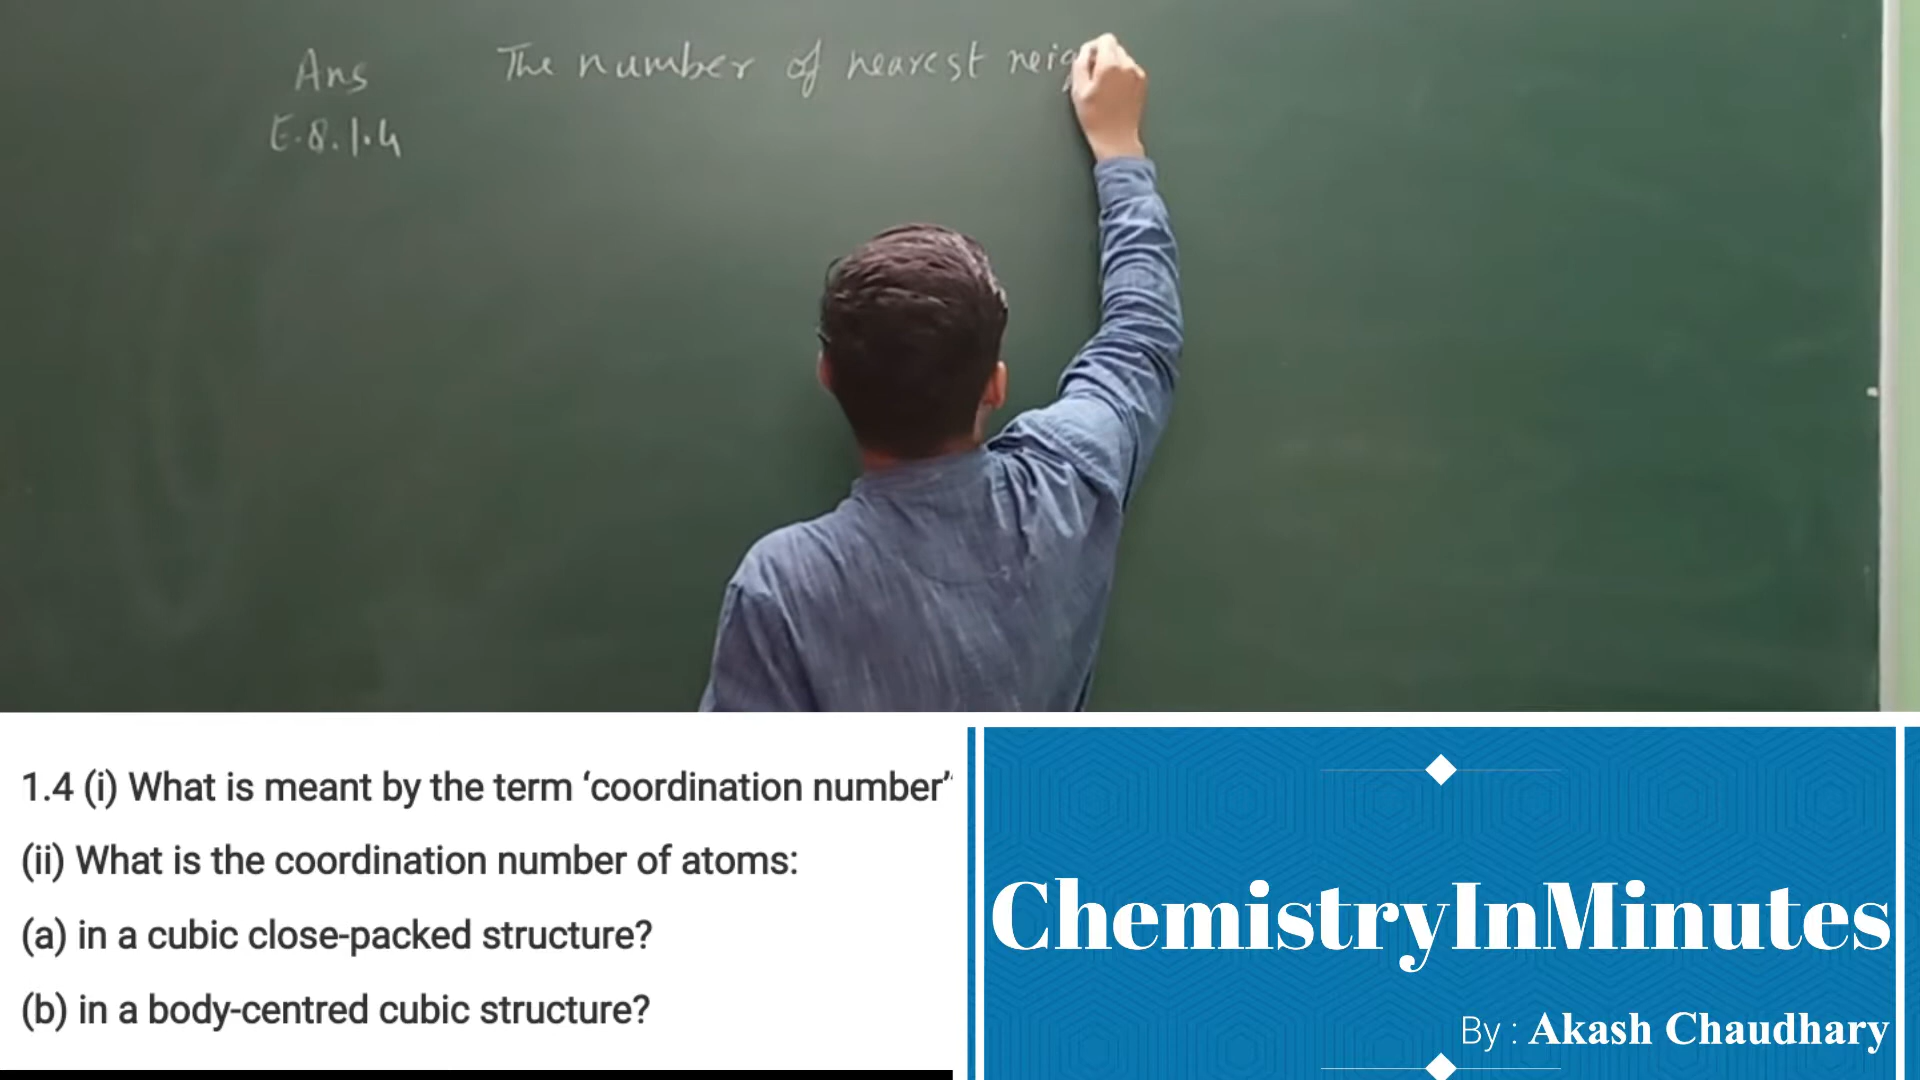 Ans
E.8.1.4
The number of nearest neig
1.4 (i) What is meant by the term ‘coordination number’'
(ii) What is the coordination number of atoms:
(a) in a cubic close-packed structure?
(b) in a body-centred cubic structure?
ChemistryInMinutes
By : Akash Chaudhary